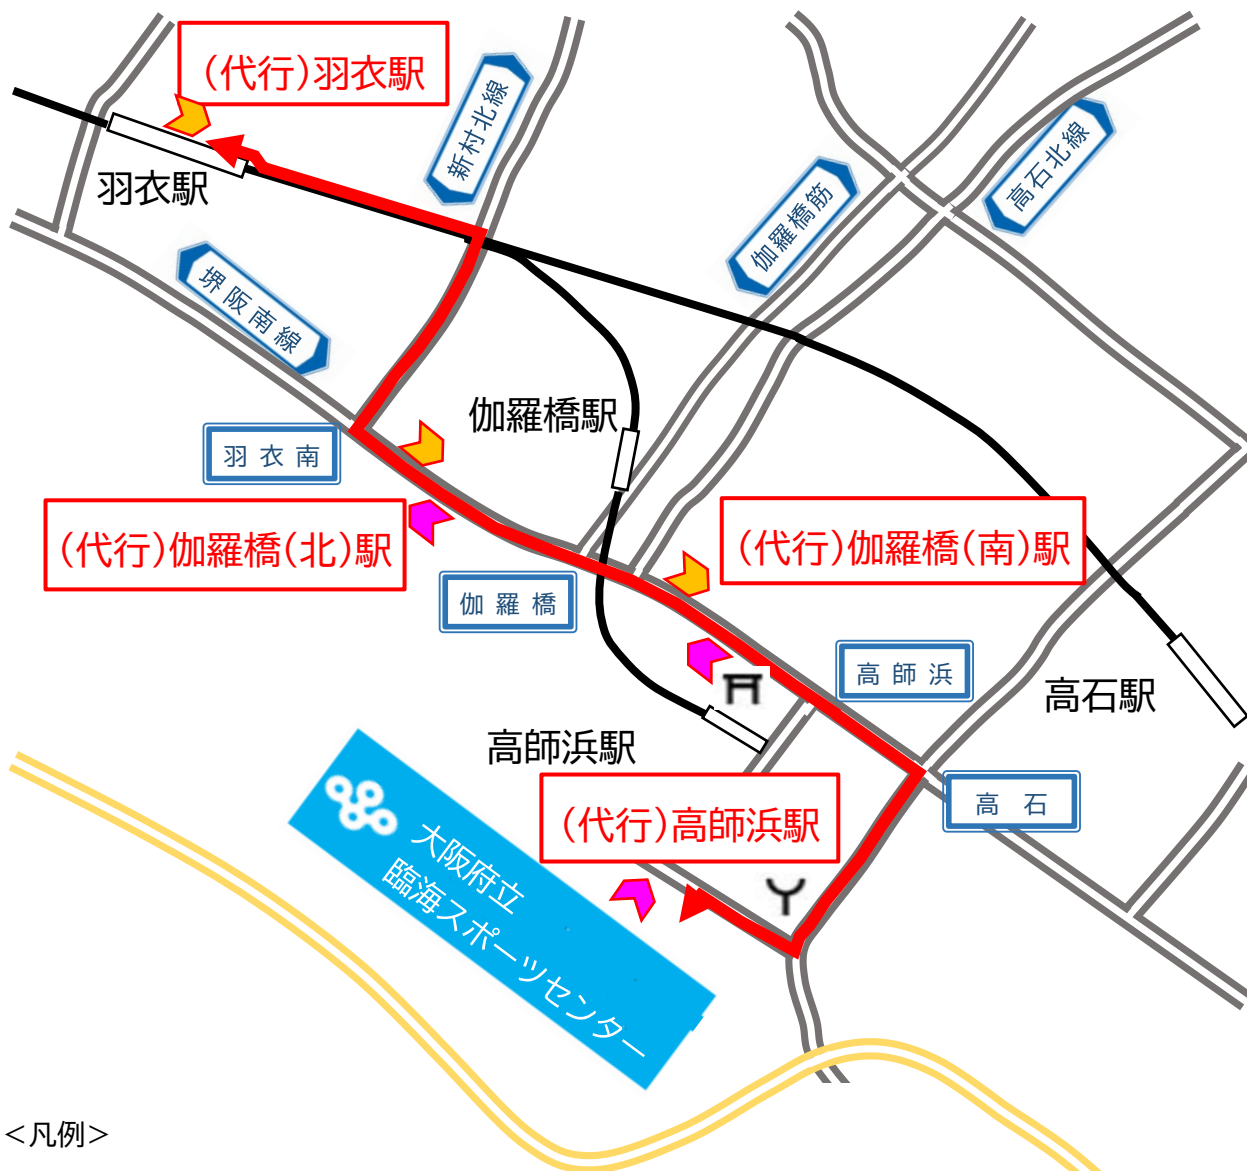 (代行)羽衣駅
新村北線
高石北線
羽衣駅
伽羅橋筋
堺阪南線
伽羅橋駅
羽衣南
(代行)伽羅橋(北)駅
(代行)伽羅橋(南)駅
伽羅橋
高師浜
高石駅
高師浜駅
(代行)高師浜駅
高石
大阪府立
臨海スポーツセンター
<凡例>